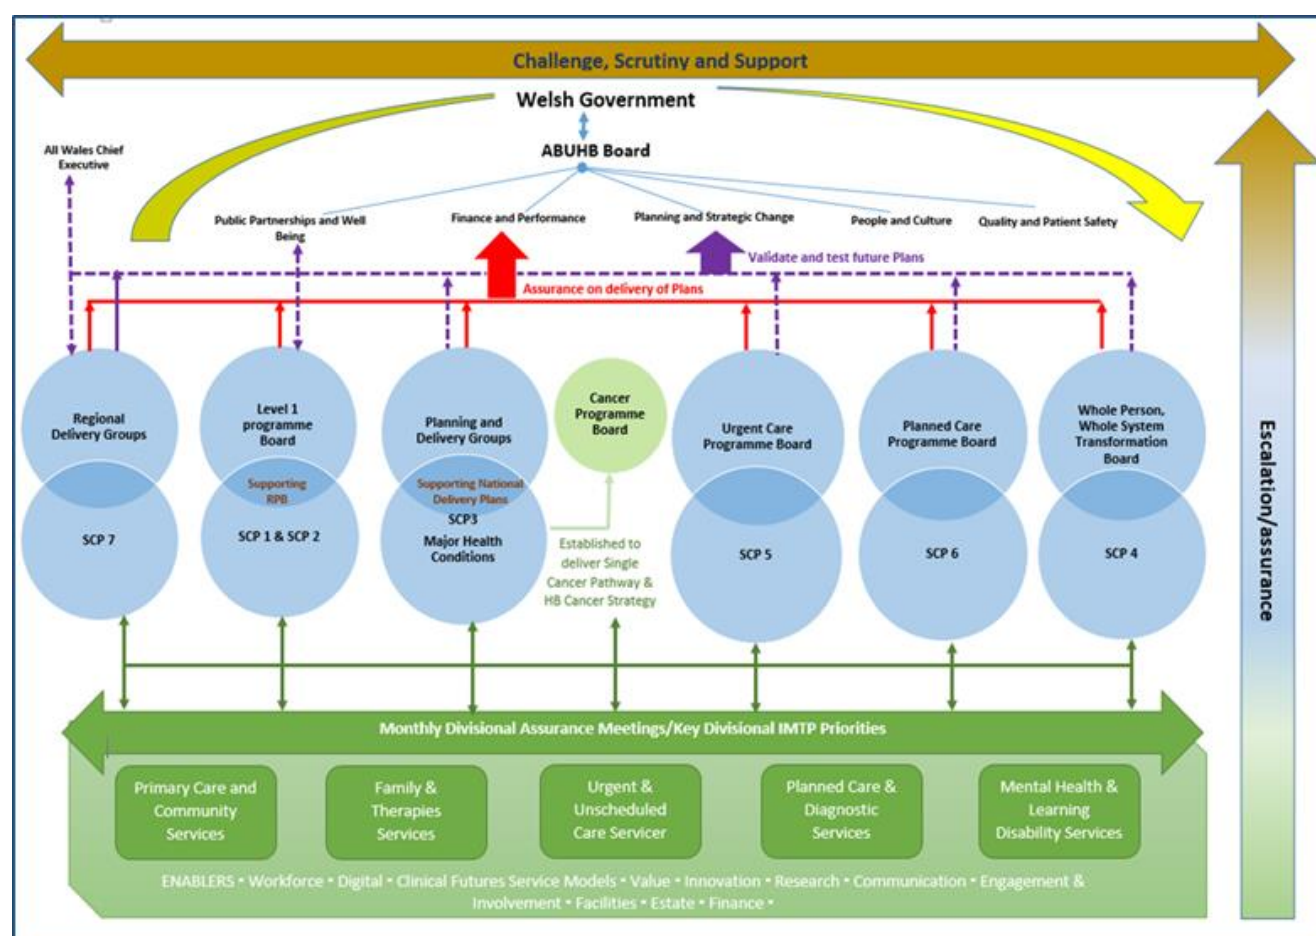 Challenge, Scrutiny and Support
Welsh Government
ABUHB Board
All Wales Chief
Executive
Public Partnerships and Well
Being
Finance and Performance
Planning and Strategic Change
People and Culture
Quality and Patient Safety
Validate and test future Plans
Assurance on delivery of Plans
Regional
Delivery Groups
SCP 7
Level 1
programme
Board
Supporting
RPB
SCP 1 & SCP 2
Planning and
Delivery Groups
Supporting National
Delivery Plans
SCP3
Major Health
Conditions
Cancer
Programme
Board
Established to
deliver Single
Cancer Pathway &
HB Cancer Strategy
Urgent Care
Programme Board
SCP 5
Planned Care
Programme Board
SCP 6
Whole Person,
Whole System
Transformation
Board
SCP 4
Escalation/assurance
Monthly Divisional Assurance Meetings/Key Divisional IMTP Priorities
Primary Care and
Community
Services
Family &
Therapies
Services
Urgent &
Unscheduled
Care Servicer
Planned Care &
Diagnostic
Services
Mental Health &
Learning
Disability Services
ENABLERS • Workforce • Digital • Clinical Futures Service Models • Value • Innovation • Research • Communication • Engagement &
Involvement • Facilities • Estate • Finance •